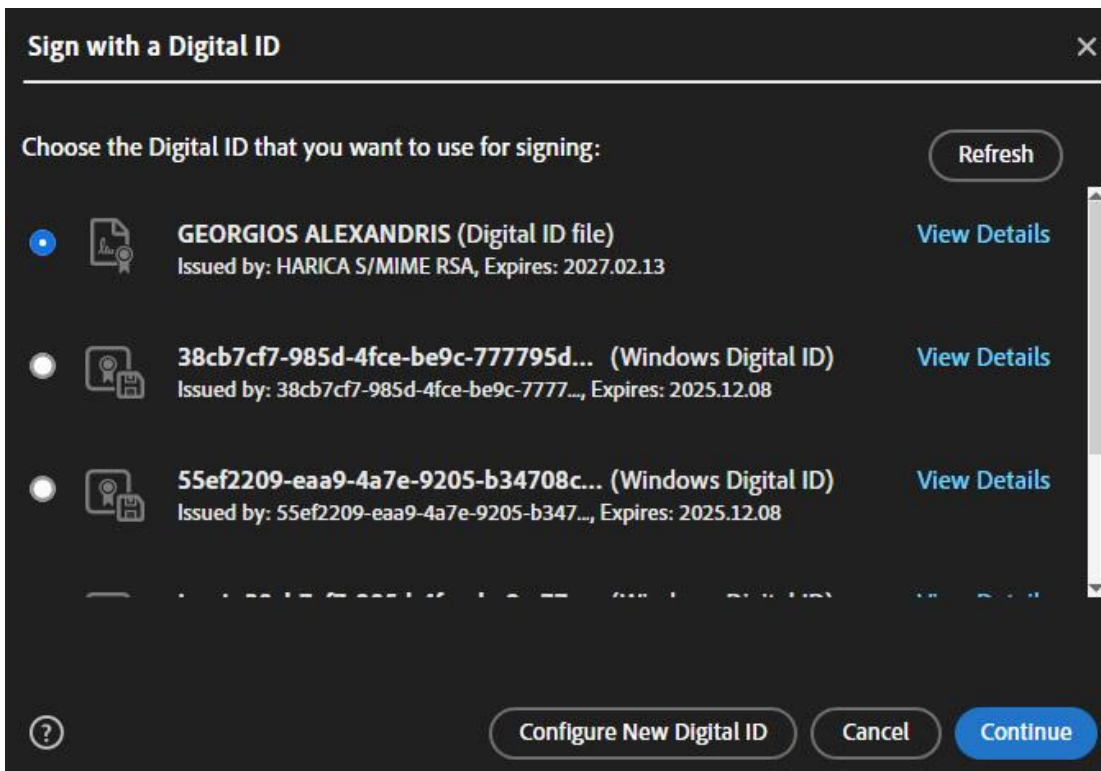 Sign with a Digital ID
Choose the Digital ID that you want to use for signing:
Refresh
GEORGIOS ALEXANDRIS (Digital ID file)
View Details
Issued by: HARICA S/MIME RSA, Expires: 2027.02.13
38cb7cf7-985d-4fce-be9c-777795d... (Windows Digital ID)
View Details
Issued by: 38cb7cf7-985d-4fce-be9c-7777..., Expires: 2025.12.08
55ef2209-eaa9-4a7e-9205-b34708c... (Windows Digital ID)
View Details
Issued by: 55ef2209-eaa9-4a7e-9205-b347..., Expires: 2025.12.08
Configure New Digital ID
Cancel
Continue